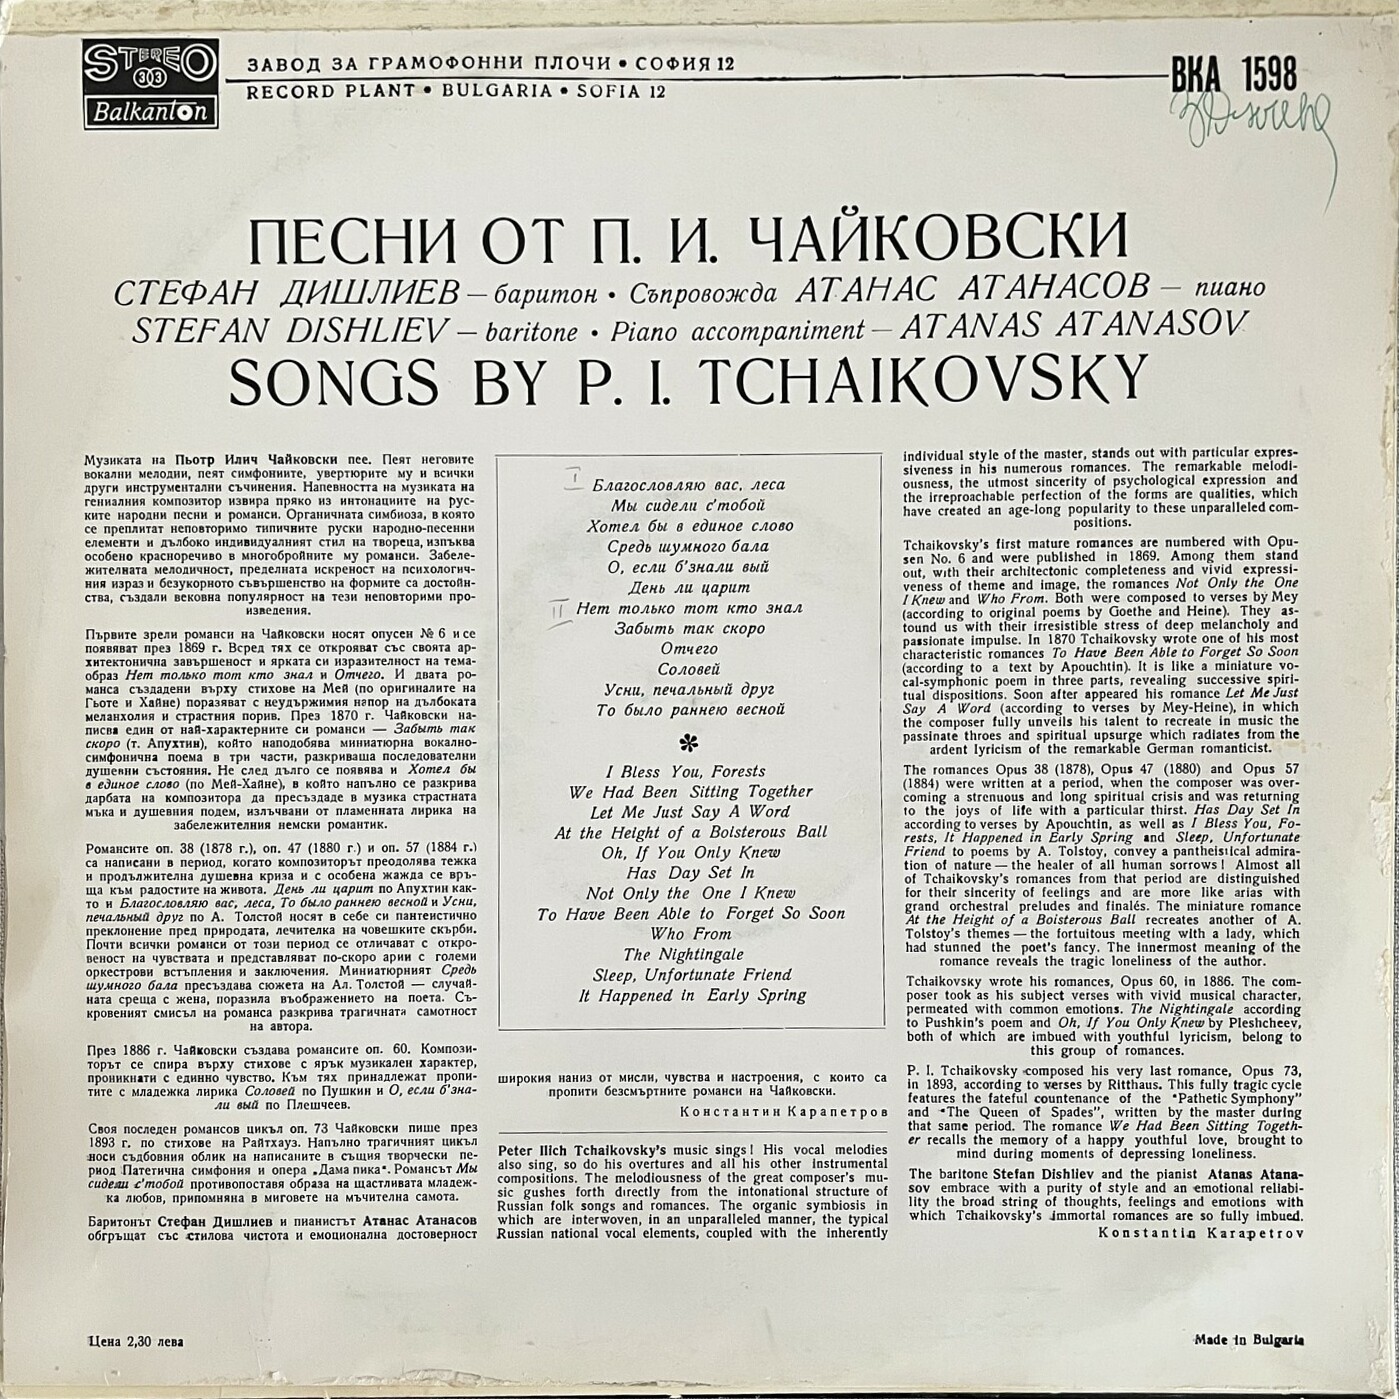 STEREO
33
Balkanton
ЗАВОД ЗА ГРАМОФОННИ ПЛОЧИ • СОФИЯ 12
RECORD PLANT • BULGARIA • SOFIA 12
ВКА 1598
ПЕСНИ ОТ П. И. ЧАЙКОВСКИ
СТЕФАН ДИШЛИЕВ — баритон • Съпровожда АТАНАС АТАНАСОВ — пиано
STEFAN DISHLIEV — baritone • Piano accompaniment — ATANAS ATANASOV
SONGS BY P. I. TCHAIKOVSKY
Музиката на Пьотр Илич Чайковски пее. Пеят неговите
вокални мелодии, пеят симфониите, увертюрите му и всички
други инструментални съчинения. Напевността на музиката на
гениалния композитор извира пряко из интонациите на рус-
ките народни песни и романси. Органичната симбиоза, в която
се преплитат неповторимо типичните руски народно-песенни
елементи и дълбоко индивидуалният стил на твореца, изпъква
особено красноречиво в многобройните му романси. Забеле-
жителната мелодичност, пределната искреност на психологич-
ния израз и безукорното съвършенство на формите са достойн-
ства, създали вековна популярност на тези неповторими про-
изведения.
Първите зрели романси на Чайковски носят опусен № 6 и се
появяват през 1869 г. Всред тях се открояват със своята ар-
хитектонична завършеност и ярката си изразителност на тема-
образ Нет только тот кто знал и Отчего. И двата ро-
манса създадени върху стихове на Мей (по оригиналите на
Гьоте и Хайне) поразяват с неудържимия напор на дълбоката
меланхолия и страстния порив. През 1870 г. Чайковски на-
писва един от най-характерните си романси — Забыть так
скоро (т. Апухтин), който наподобява миниатюрна вокално-
симфонична поема в три части, разкриваща последователни
душевни състояния. Не след дълго се появява и Хотел бы
в единое слово (по Мей-Хайне), в който напълно се разкрива
дарбата на композитора да пресъздаде в музика страстната
мъка и душевния подем, излъчвани от пламенната лирика на
забележителния немски романтик.
Романсите оп. 38 (1878 г.), оп. 47 (1880 г.) и оп. 57 (1884 г.)
са написани в период, когато композиторът преодолява тежка
и продължителна душевна криза и с особена жажда се връ-
ща към радостите на живота. День ли царит по Апухтин как-
то и Благословляю вас, леса, То было раннею весной и Усни,
печальный друг по А. Толстой носят в себе си пантеистично
преклонение пред природата, лечителка на човешките скърби.
Почти всички романси от този период се отличават с откро-
веност на чувствата и представляват по-скоро арии с големи
оркестрови встъпления и заключения. Миниатюрният Средь
шумного бала пресъздава сюжета на Ал. Толстой — случай-
ната среща с жена, поразила въображението на поета. Съ-
кровеният смисъл на романса разкрива трагичната самотност
на автора.
През 1886 г. Чайковски създава романсите оп. 60. Компози-
торът се спира върху стихове с ярък музикален характер,
проникнати с единно чувство. Към тях принадлежат пропи-
тите с младежка лирика Соловей по Пушкин и О, если б'зна-
ли вый по Плешчеев.
Своя последен романсов цикъл оп. 73 Чайковски пише през
1893 г. по стихове на Райтхауз. Напълно трагичният цикъл
носи съдбовния облик на написаните в същия творчески пе-
риод Патетична симфония и опера „Дама пика“. Романсът Мы
сидели с'тобой противопоставя образа на щастливата младеж-
ка любов, припомняна в миговете на мъчителна самота.
Баритонът Стефан Дишлиев и пианистът Атанас Атанасов
обгръщат със стилова чистота и емоционална достоверност
I
Благословляю вас, леса
Мы сидели с'тобой
Хотел бы в единое слово
Средь шумного бала
О, если б'знали вый
День ли царит
II
Нет только тот кто знал
Забыть так скоро
Отчего
Соловей
Усни, печальный друг
То было раннею весной
✻
I Bless You, Forests
We Had Been Sitting Together
Let Me Just Say A Word
At the Height of a Bolsterous Ball
Oh, If You Only Knew
Has Day Set In
Not Only the One I Knew
To Have Been Able to Forget So Soon
Who From
The Nightingale
Sleep, Unfortunate Friend
It Happened in Early Spring
широкия наниз от мисли, чувства и настроения, с които са
пропити безсмъртните романси на Чайковски.
Константин Карапетров
Peter Ilich Tchaikovsky's music sings! His vocal melodies
also sing, so do his overtures and all his other instrumental
compositions. The melodiousness of the great composer's mu-
sic gushes forth directly from the intonational structure of
Russian folk songs and romances. The organic symbiosis in
which are interwoven, in an unparalleled manner, the typical
Russian national vocal elements, coupled with the inherently
individual style of the master, stands out with particular expres-
siveness in his numerous romances. The remarkable melodi-
ousness, the utmost sincerity of psychological expression and
the irreproachable perfection of the forms are qualities, which
have created an age-long popularity to these unparalleled com-
positions.
Tchaikovsky's first mature romances are numbered with Opu-
sen No. 6 and were published in 1869. Among them stand
out, with their architectonic completeness and vivid expressi-
veness of theme and image, the romances Not Only the One
I Knew and Who From. Both were composed to verses by Mey
(according to original poems by Goethe and Heine). They as-
tound us with their irresistible stress of deep melancholy and
passionate impulse. In 1870 Tchaikovsky wrote one of his most
characteristic romances To Have Been Able to Forget So Soon
(according to a text by Apouchtin). It is like a miniature vo-
cal-symphonic poem in three parts, revealing successive spiri-
tual dispositions. Soon after appeared his romance Let Me Just
Say A Word (according to verses by Mey-Heine), in which
the composer fully unveils his talent to recreate in music the
passinate throes and spiritual upsurge which radiates from the
ardent lyricism of the remarkable German romanticist.
The romances Opus 38 (1878), Opus 47 (1880) and Opus 57
(1884) were written at a period, when the composer was over-
coming a strenuous and long spiritual crisis and was returning
to the joys of life with a particular thirst. Has Day Set In
according to verses by Apouchtin, as well as I Bless You, Fo-
rests, It Happened in Early Spring and Sleep, Unfortunate
Friend to poems by A. Tolstoy, convey a pantheistical admira-
tion of nature — the healer of all human sorrows! Almost all
of Tchaikovsky's romances from that period are distinguished
for their sincerity of feelings and are more like arias with
grand orchestral preludes and finalés. The miniature romance
At the Height of a Boisterous Ball recreates another of A.
Tolstoy's themes — the fortuitous meeting with a lady, which
had stunned the poet's fancy. The innermost meaning of the
romance reveals the tragic loneliness of the author.
Tchaikovsky wrote his romances, Opus 60, in 1886. The com-
poser took as his subject verses with vivid musical character,
permeated with common emotions. The Nightingale according
to Pushkin's poem and Oh, If You Only Knew by Pleshcheev,
both of which are imbued with youthful lyricism, belong to
this group of romances.
P. I. Tchaikovsky composed his very last romance, Opus 73,
in 1893, according to verses by Ritthaus. This fully tragic cycle
features the fateful countenance of the "Pathetic Symphony"
and "The Queen of Spades", written by the master during
that same period. The romance We Had Been Sitting Togeth-
er recalls the memory of a happy youthful love, brought to
mind during moments of depressing loneliness.
The baritone Stefan Dishliev and the pianist Atanas Atana-
sov embrace with a purity of style and an emotional reliabi-
lity the broad string of thoughts, feelings and emotions with
which Tchaikovsky's immortal romances are so fully imbued.
Konstantin Karapetrov
Цена 2,30 лева
Made in Bulgaria